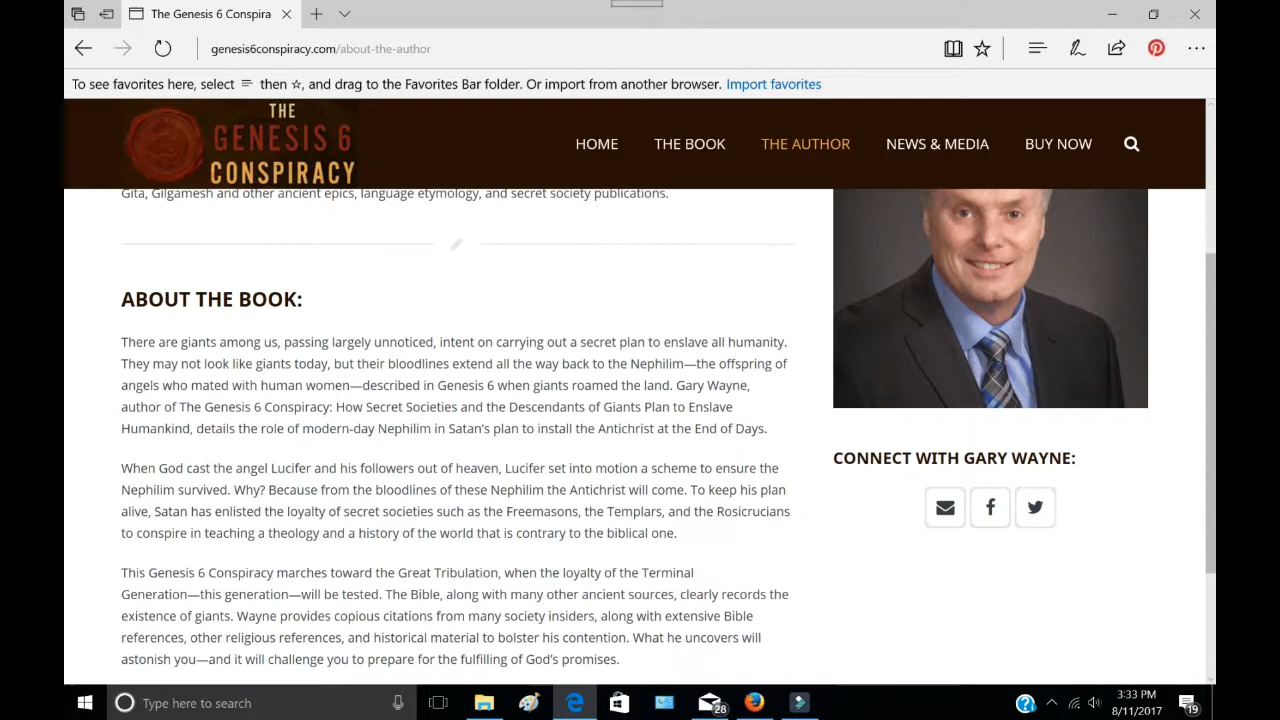 The Genesis 6 Conspira
genesis6conspiracy.com/about-the-author
To see favorites here, select then ☆, and drag to the Favorites Bar folder. Or import from another browser. Import favorites
THE
GENESIS 6
CONSPIRACY
HOME THE BOOK THE AUTHOR NEWS & MEDIA BUY NOW
Gita, Gilgamesh and other ancient epics, language etymology, and secret society publications.
ABOUT THE BOOK:
There are giants among us, passing largely unnoticed, intent on carrying out a secret plan to enslave all humanity.
They may not look like giants today, but their bloodlines extend all the way back to the Nephilim—the offspring of
angels who mated with human women—described in Genesis 6 when giants roamed the land. Gary Wayne,
author of The Genesis 6 Conspiracy: How Secret Societies and the Descendants of Giants Plan to Enslave
Humankind, details the role of modern-day Nephilim in Satan's plan to install the Antichrist at the End of Days.
When God cast the angel Lucifer and his followers out of heaven, Lucifer set into motion a scheme to ensure the
Nephilim survived. Why? Because from the bloodlines of these Nephilim the Antichrist will come. To keep his plan
alive, Satan has enlisted the loyalty of secret societies such as the Freemasons, the Templars, and the Rosicrucians
to conspire in teaching a theology and a history of the world that is contrary to the biblical one.
This Genesis 6 Conspiracy marches toward the Great Tribulation, when the loyalty of the Terminal
Generation—this generation—will be tested. The Bible, along with many other ancient sources, clearly records the
existence of giants. Wayne provides copious citations from many society insiders, along with extensive Bible
references, other religious references, and historical material to bolster his contention. What he uncovers will
astonish you—and it will challenge you to prepare for the fulfilling of God's promises.
CONNECT WITH GARY WAYNE:
Type here to search
28
3:33 PM
8/11/2017
19